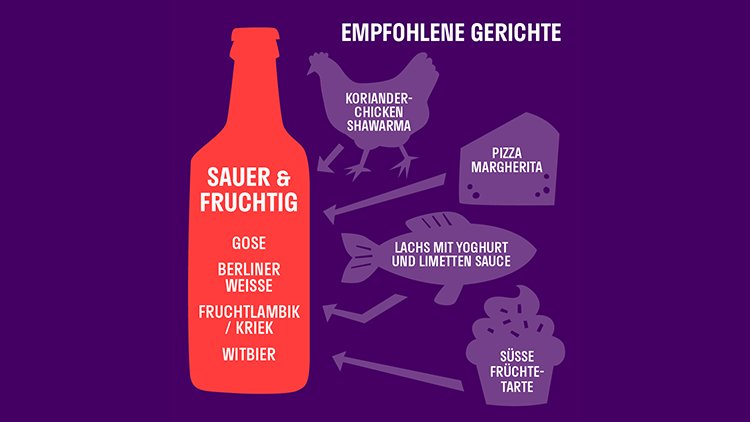 EMPFOHLENE GERICHTE
KORIANDER-
CHICKEN
SHAWARMA
PIZZA
MARGHERITA
SAUER &
FRUCHTIG
GOSE
BERLINER
WEISSE
FRUCHTLAMBIK
/ KRIEK
WITBIER
LACHS MIT YOGHURT
UND LIMETTEN SAUCE
SÜSSE
FRÜCHTE-
TARTE